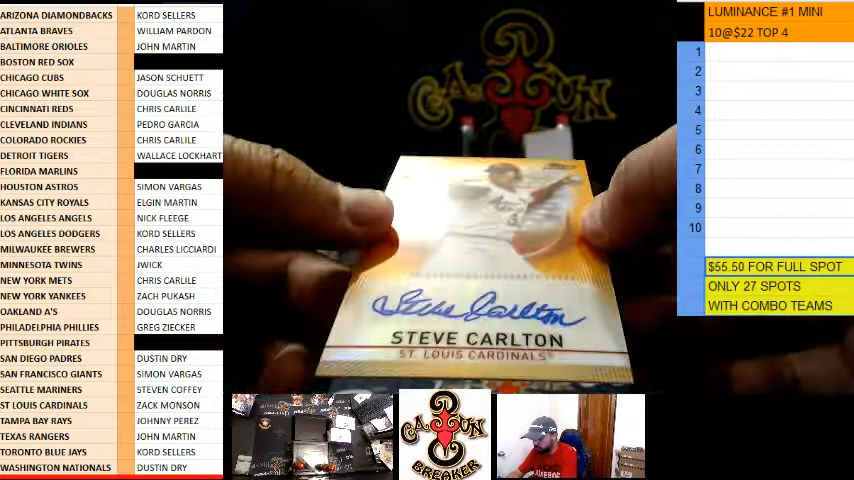 ARIZONA DIAMONDBACKS KORD SELLERS
ATLANTA BRAVES WILLIAM PARDON
BALTIMORE ORIOLES JOHN MARTIN
BOSTON RED SOX
CHICAGO CUBS JASON SCHUETT
CHICAGO WHITE SOX DOUGLAS NORRIS
CINCINNATI REDS CHRIS CARLILE
CLEVELAND INDIANS PEDRO GARCIA
COLORADO ROCKIES CHRIS CARLILE
DETROIT TIGERS WALLACE LOCKHART
FLORIDA MARLINS
HOUSTON ASTROS SIMON VARGAS
KANSAS CITY ROYALS ELGIN MARTIN
LOS ANGELES ANGELS NICK FLEEGE
LOS ANGELES DODGERS KORD SELLERS
MILWAUKEE BREWERS CHARLES LICCIARDI
MINNESOTA TWINS JWICK
NEW YORK METS CHRIS CARLILE
NEW YORK YANKEES ZACH PUKASH
OAKLAND A'S DOUGLAS NORRIS
PHILADELPHIA PHILLIES GREG ZIECKER
PITTSBURGH PIRATES
SAN DIEGO PADRES DUSTIN DRY
SAN FRANCISCO GIANTS SIMON VARGAS
SEATTLE MARINERS STEVEN COFFEY
ST LOUIS CARDINALS ZACK MONSON
TAMPA BAY RAYS JOHNNY PEREZ
TEXAS RANGERS JOHN MARTIN
TORONTO BLUE JAYS KORD SELLERS
WASHINGTON NATIONALS DUSTIN DRY
CAJUN
Steve Carlton
STEVE CARLTON
ST. LOUIS CARDINALS®
CAJUN
BREAKER
LUMINANCE #1 MINI
10@$22 TOP 4
1
2
3
4
5
6
7
8
9
10
$55.50 FOR FULL SPOT
ONLY 27 SPOTS
WITH COMBO TEAMS